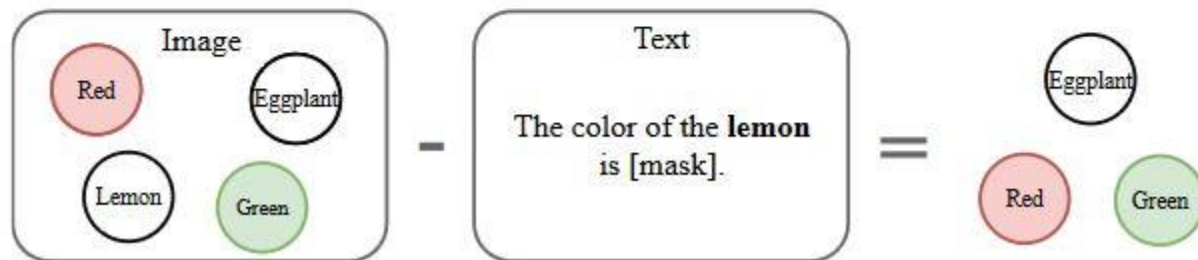 Image
Red
Eggplant
Lemon
Green
-
Text
The color of the lemon
is [mask].
=
Eggplant
Red
Green